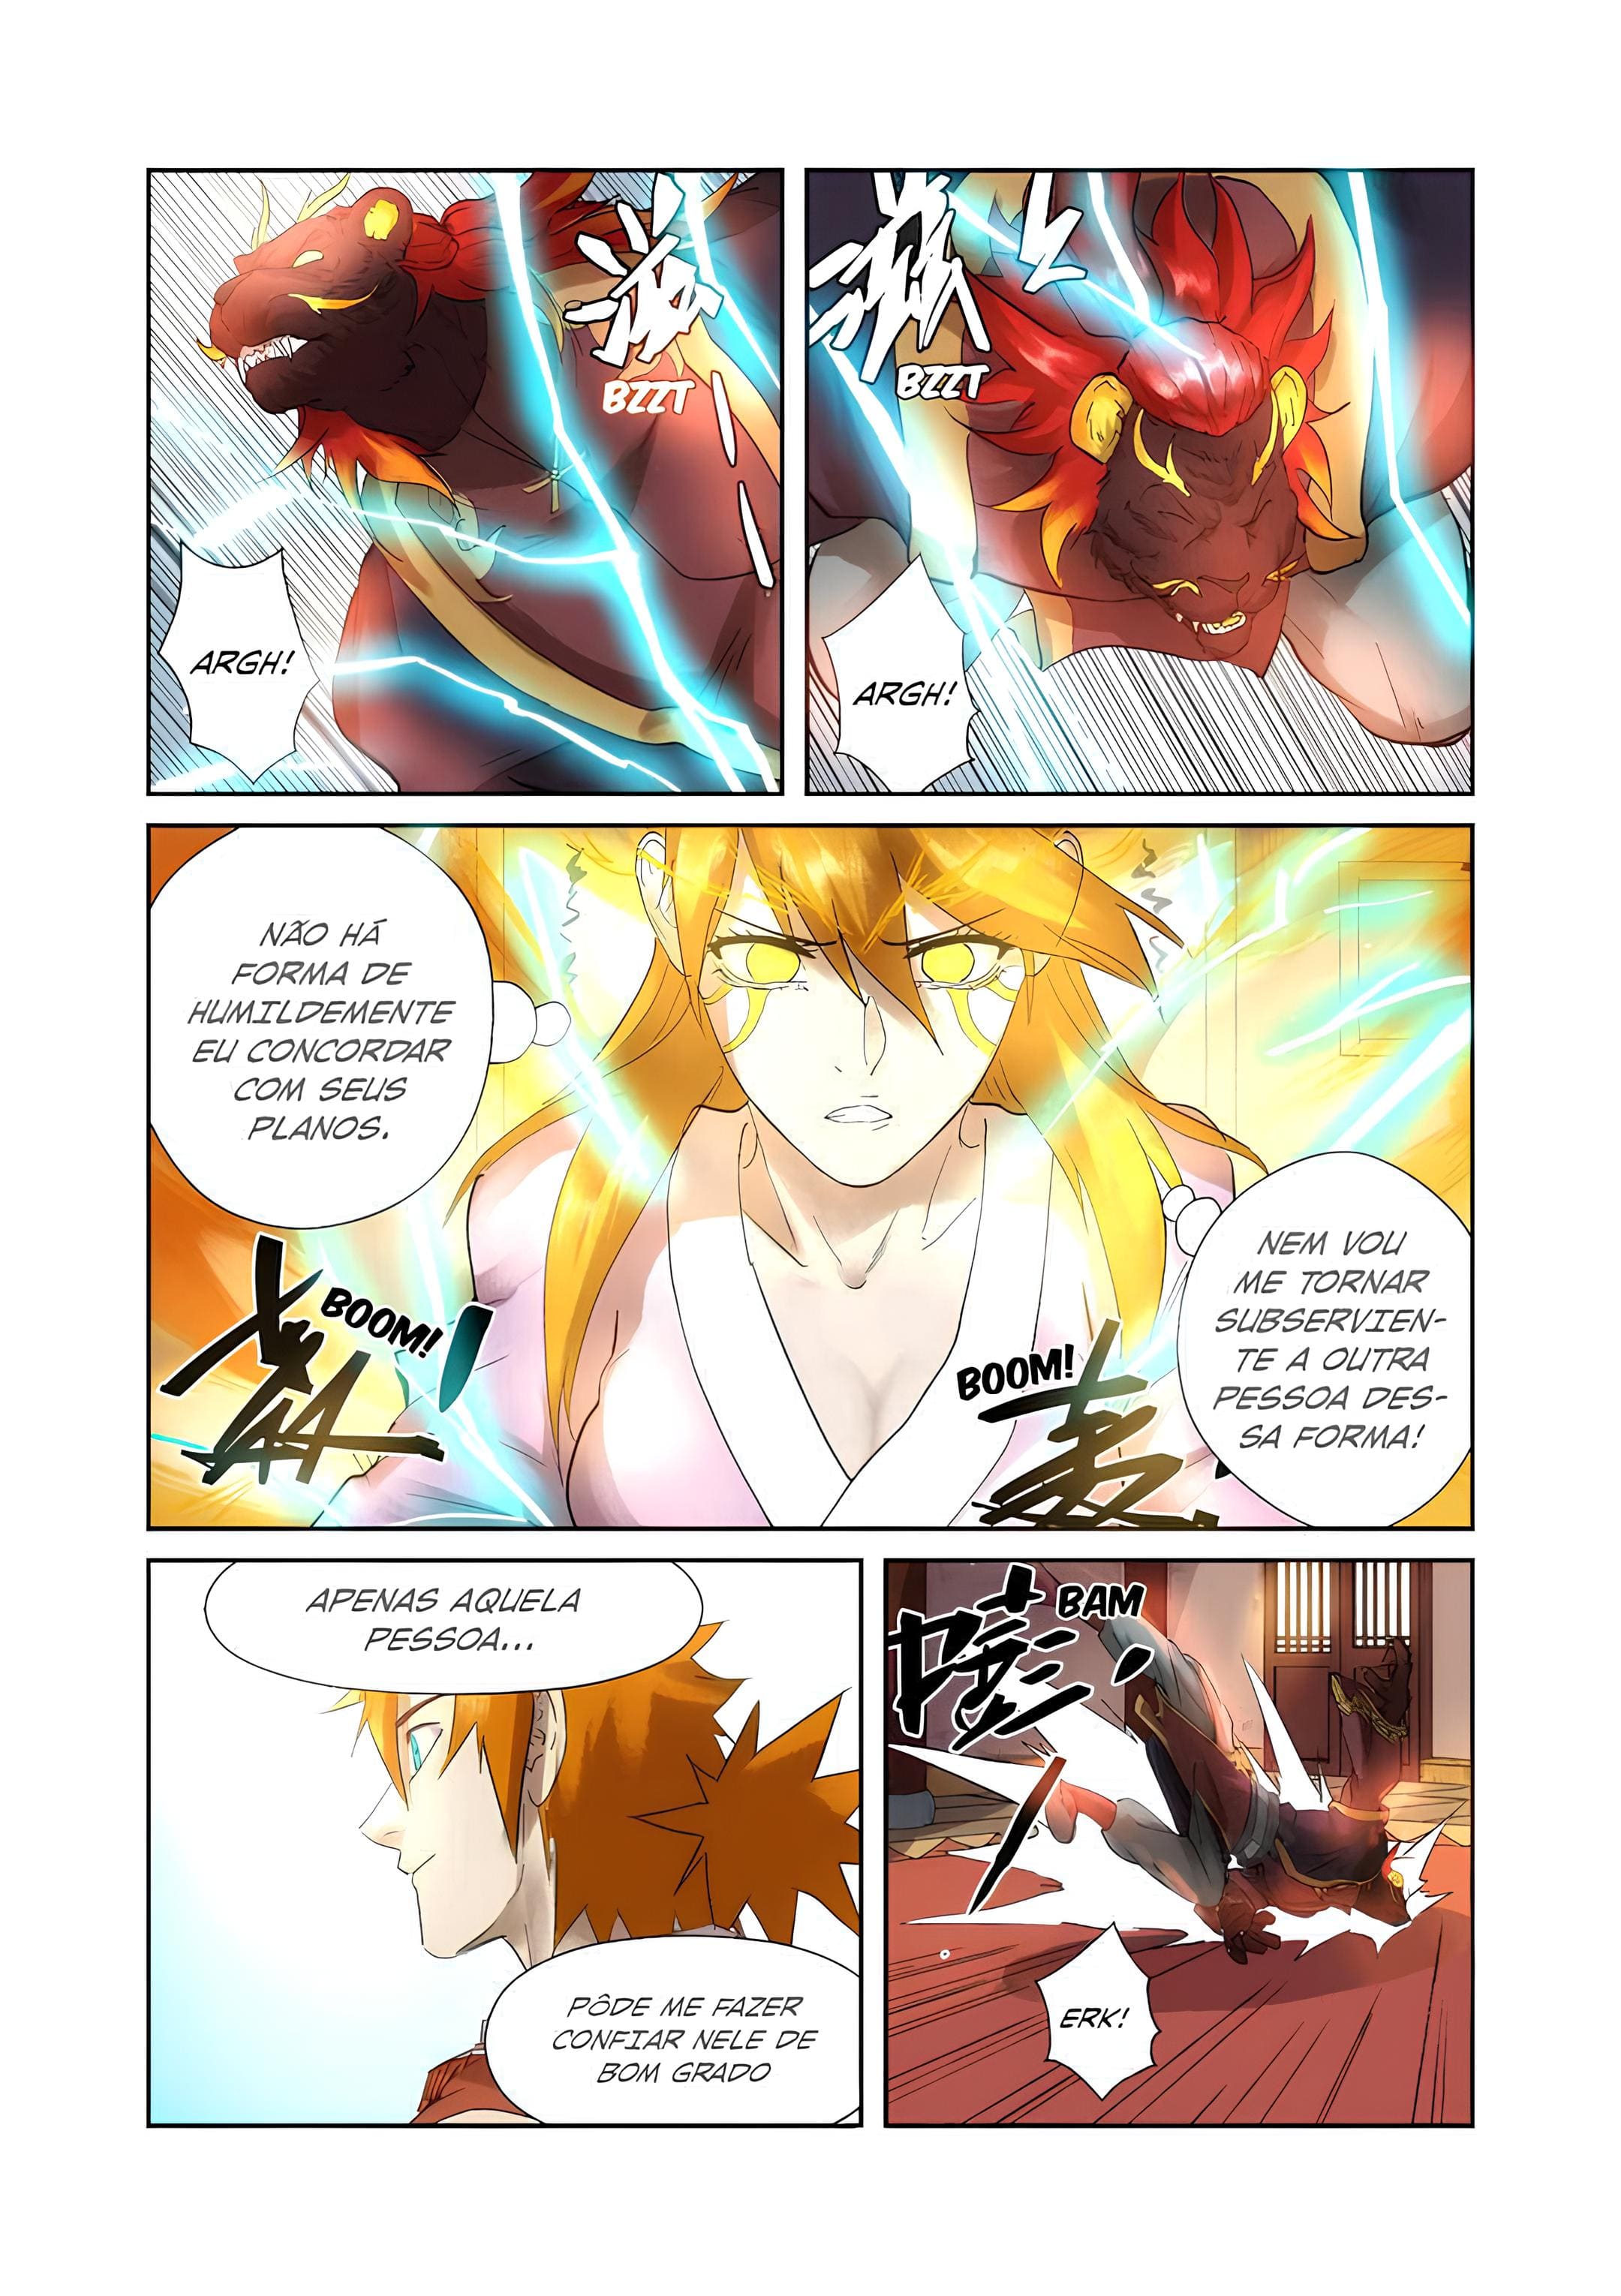 BZZT
ARGH!
BZZT
ARGH!
NÃO HÁ
FORMA DE
HUMILDEMENTE
EU CONCORDAR
COM SEUS
PLANOS.
BOOM!
BOOM!
NEM VOU
ME TORNAR
SUBSERVIEN-
TE A OUTRA
PESSOA DES-
SA FORMA!
APENAS AQUELA
PESSOA...
PÔDE ME FAZER
CONFIAR NELE DE
BOM GRADO
BAM
ERK!